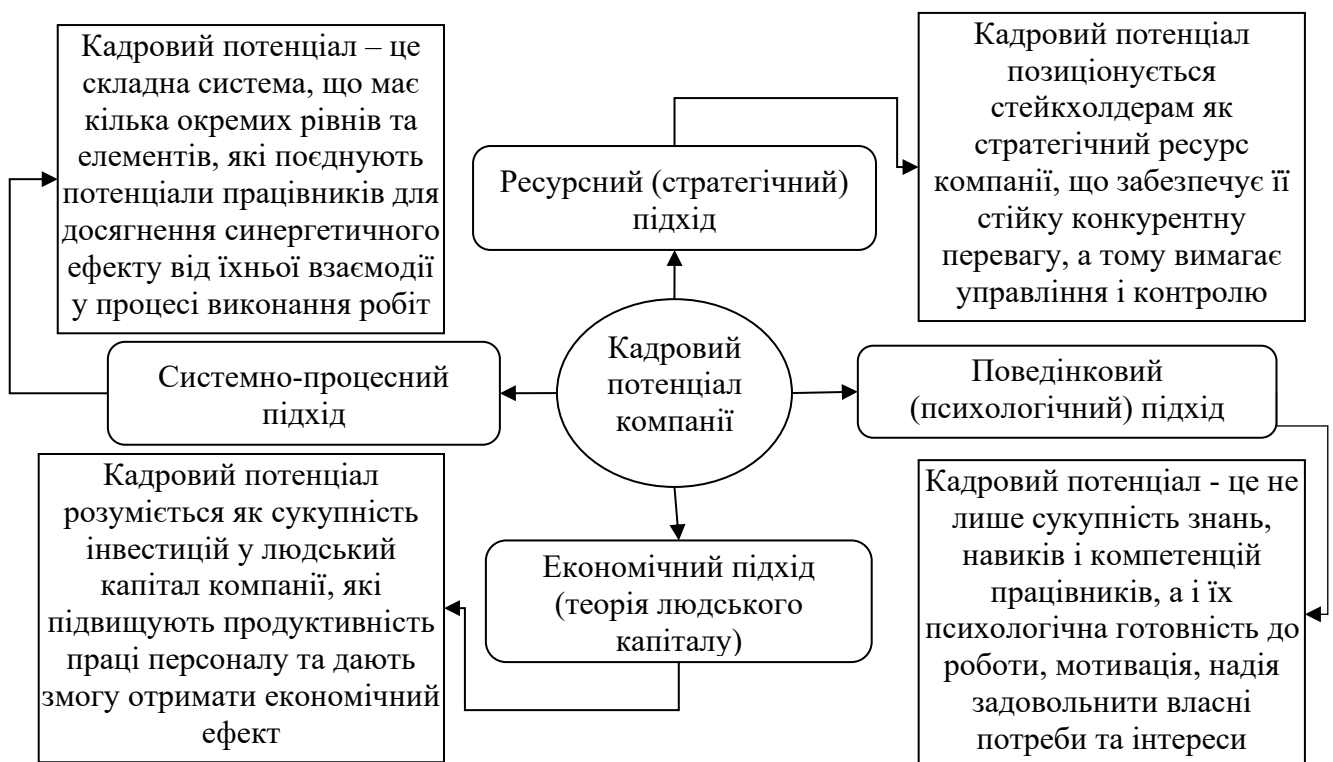 Кадровий потенціал – це
складна система, що має
кілька окремих рівнів та
елементів, які поєднують
потенціали працівників для
досягнення синергетичного
ефекту від їхньої взаємодії
у процесі виконання робіт
Ресурсний (стратегічний)
підхід
Кадровий потенціал
позиціонується
стейкхолдерам як
стратегічний ресурс
компанії, що забезпечує її
стійку конкурентну
перевагу, а тому вимагає
управління і контролю
Системно-процесний
підхід
Кадровий
потенціал
компанії
Поведінковий
(психологічний) підхід
Кадровий потенціал
розуміється як сукупність
інвестицій у людський
капітал компанії, які
підвищують продуктивність
праці персоналу та дають
змогу отримати економічний
ефект
Економічний підхід
(теорія людського
капіталу)
Кадровий потенціал - це не
лише сукупність знань,
навиків і компетенцій
працівників, а і їх
психологічна готовність до
роботи, мотивація, надія
задовольнити власні
потреби та інтереси